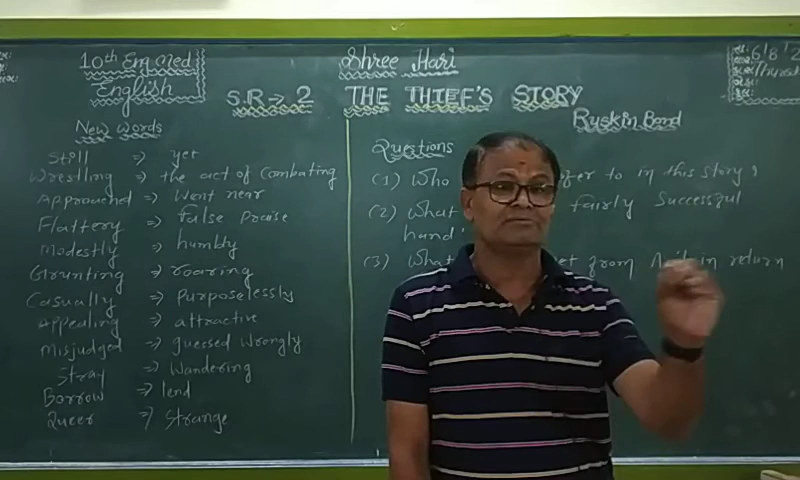 10th Eng Med
English
Shree Hari
S.R → 2 THE THIEF'S STORY
Ruskin Bond
New Words
Still ⇒ yet
Wrestling ⇒ the act of Combating
Approached ⇒ Went near
Flattery ⇒ false Praise
Modestly ⇒ humbly
Grunting ⇒ roaring
Casually ⇒ Purposelessly
Appealing ⇒ attractive
Misjudged ⇒ guessed Wrongly
Stray ⇒ Wandering
Borrow ⇒ lend
Queer ⇒ Strange
Questions
(1) Who to in this story?
(2) What fairly Successful
hand'
(3) What from in return